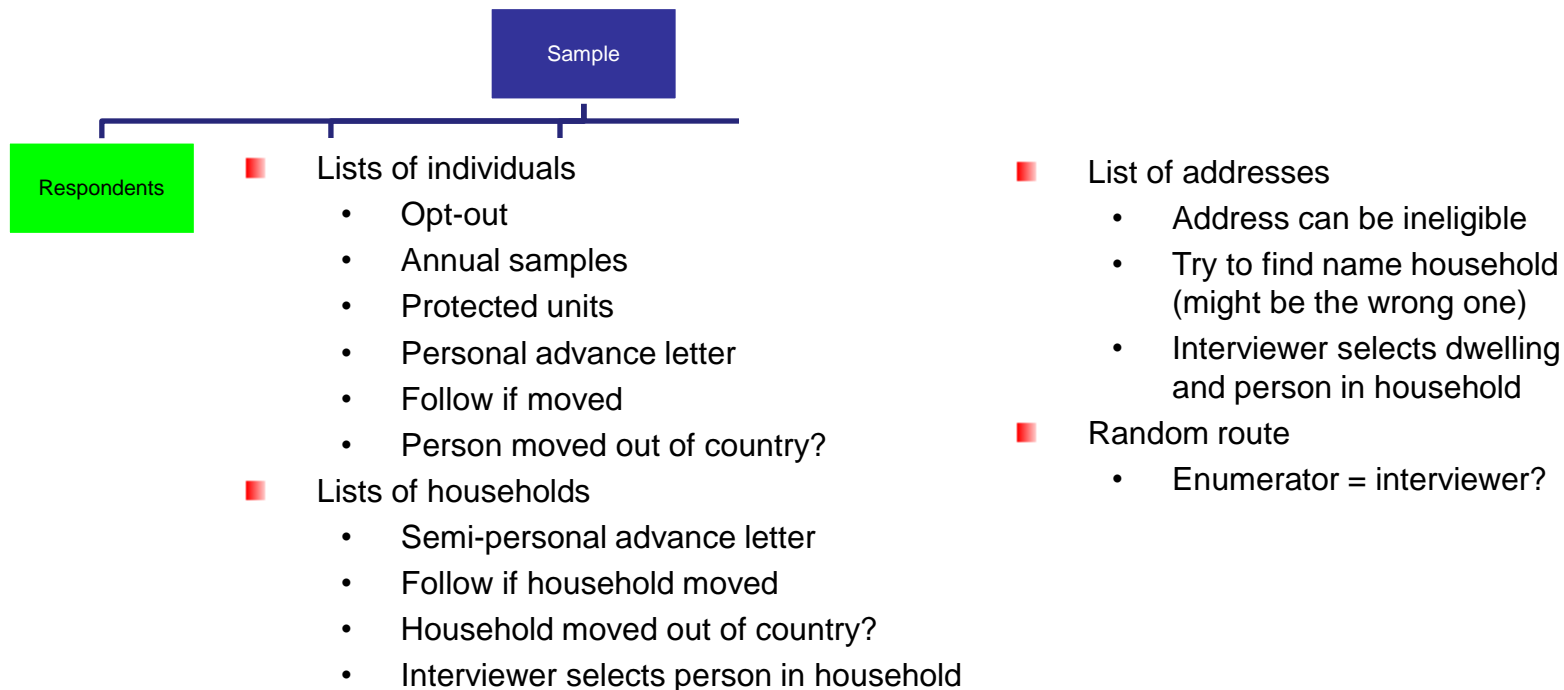 Sample
Respondents
Lists of individuals
• Opt-out
• Annual samples
• Protected units
• Personal advance letter
• Follow if moved
• Person moved out of country?
Lists of households
• Semi-personal advance letter
• Follow if household moved
• Household moved out of country?
• Interviewer selects person in household
List of addresses
• Address can be ineligible
• Try to find name household
(might be the wrong one)
• Interviewer selects dwelling
and person in household
Random route
• Enumerator = interviewer?